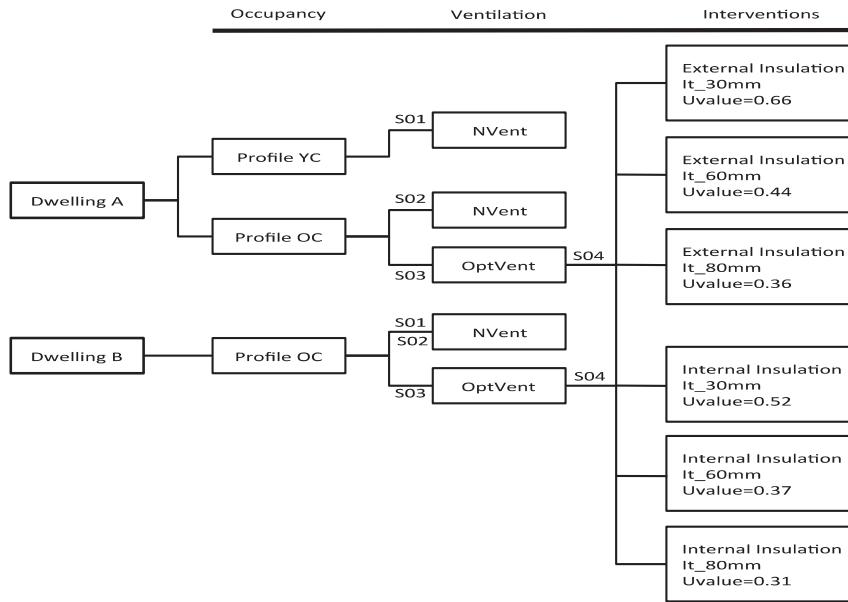 Occupancy
Ventilation
Interventions
Dwelling A
Profile YC
S01
NVent
Profile OC
S02
NVent
S03
OptVent
S04
Dwelling B
Profile OC
S01
S02
NVent
S03
OptVent
S04
External Insulation
It_30mm
Uvalue=0.66
External Insulation
It_60mm
Uvalue=0.44
External Insulation
It_80mm
Uvalue=0.36
Internal Insulation
It_30mm
Uvalue=0.52
Internal Insulation
It_60mm
Uvalue=0.37
Internal Insulation
It_80mm
Uvalue=0.31